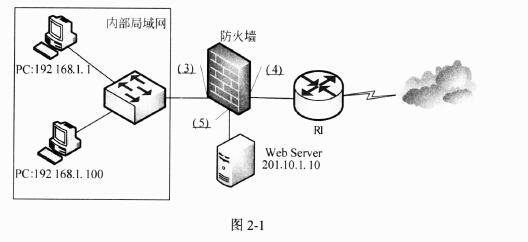 内部局域网
防火墙
PC:192.168.1.1
(3)
(4)
(5)
RI
Web Server
201.10.1.10
PC:192.168.1.100
图 2-1